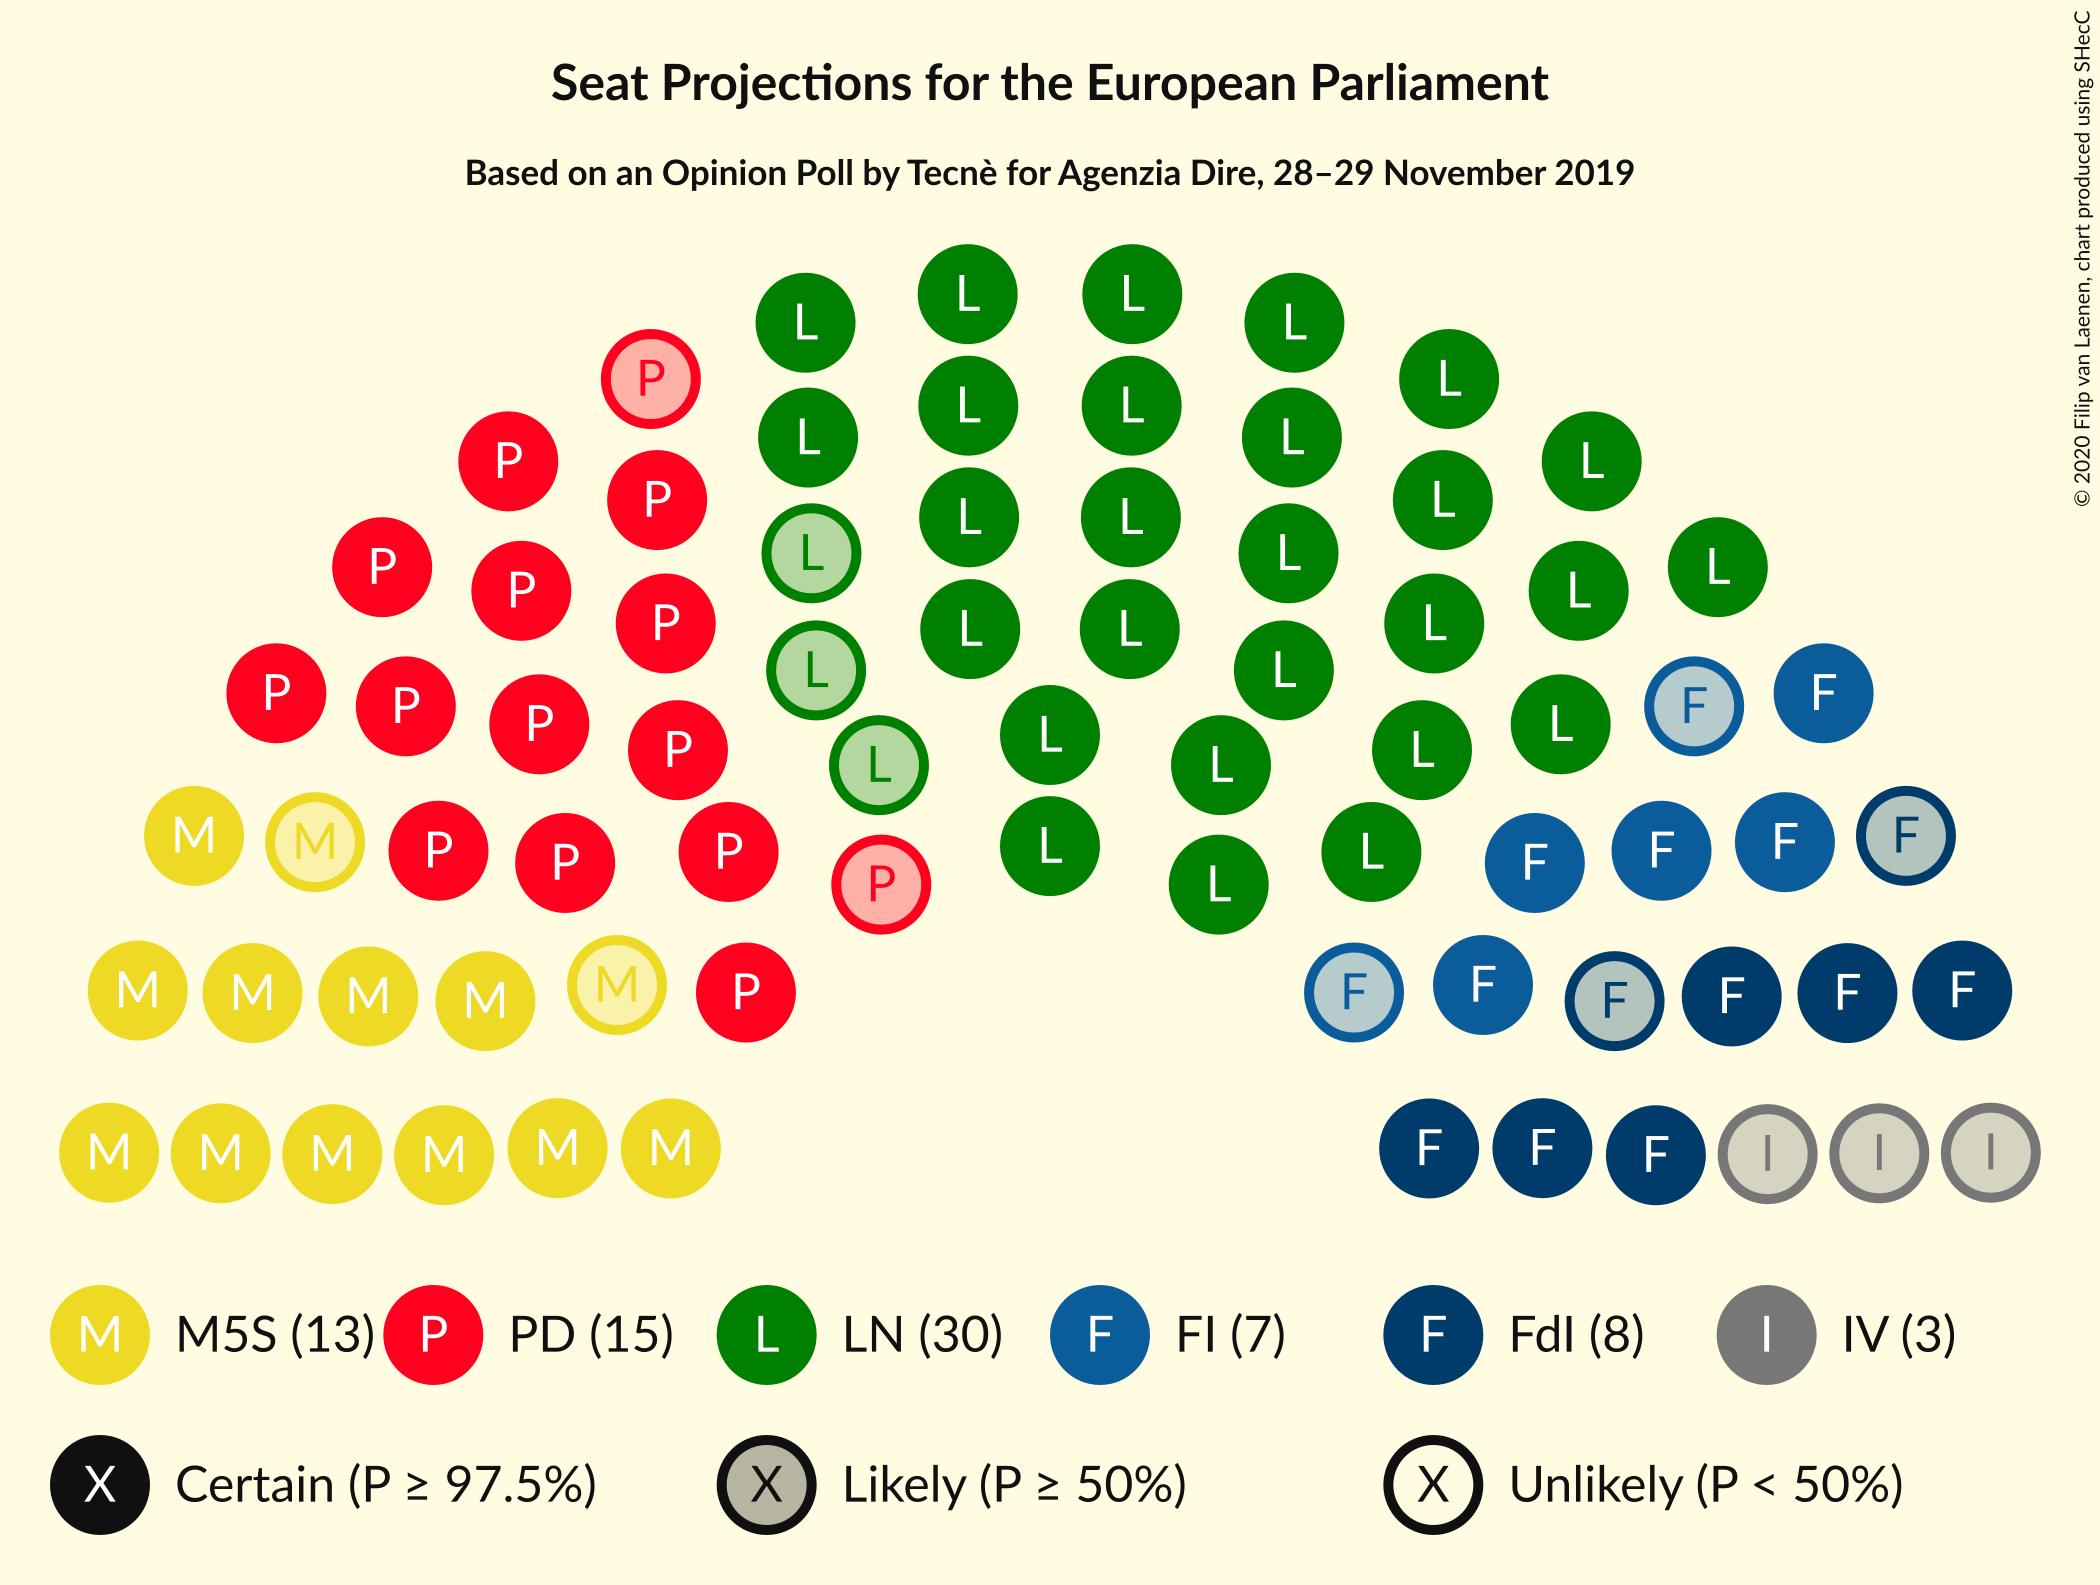 Seat Projections for the European Parliament
Based on an Opinion Poll by Tecnè for Agenzia Dire, 28–29 November 2019
© 2020 Filip van Laenen, chart produced using SHecC
L L
L L
P L
L L
L L
P L
P L
P L
L L
L L
P L
P L
P L
P L
L L
P L
P F
P F
P L
P L
L
L L
M F
M F
P F
P L
P F
L
P L
M F
M F
M F
M F
M F
P F
M I
M I
M I
M F
M F
M F
M M5S (13) P PD (15) L LN (30) F FI (7) F FdI (8) I IV (3)
X Certain (P ≥ 97.5%) X Likely (P ≥ 50%) X Unlikely (P < 50%)